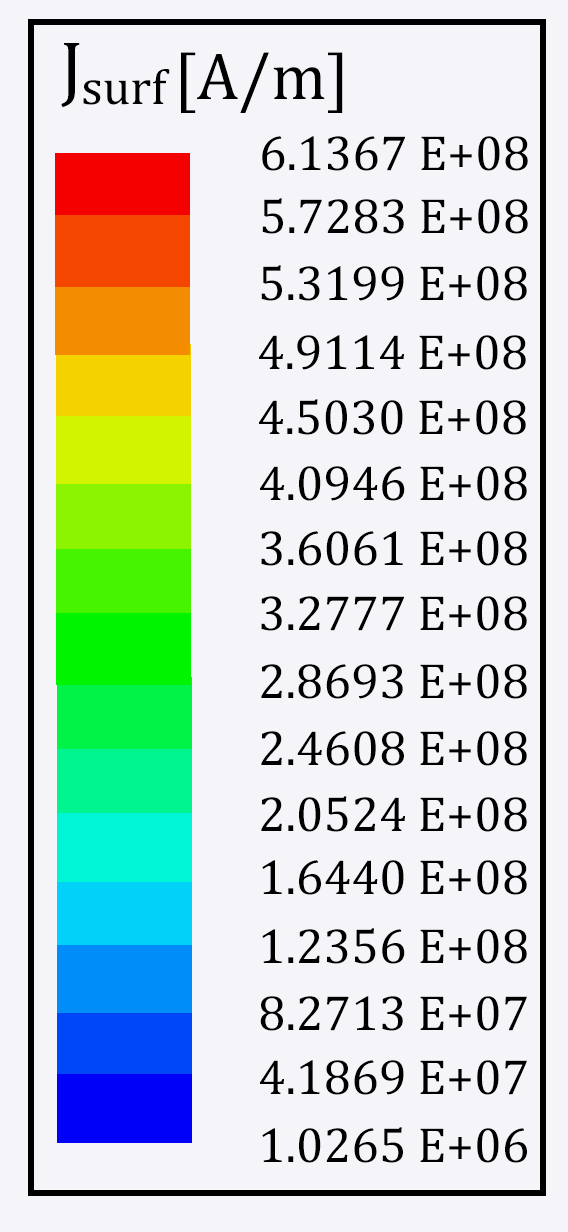 Jsurf [A/m]
6.1367 E+08
5.7283 E+08
5.3199 E+08
4.9114 E+08
4.5030 E+08
4.0946 E+08
3.6061 E+08
3.2777 E+08
2.8693 E+08
2.4608 E+08
2.0524 E+08
1.6440 E+08
1.2356 E+08
8.2713 E+07
4.1869 E+07
1.0265 E+06